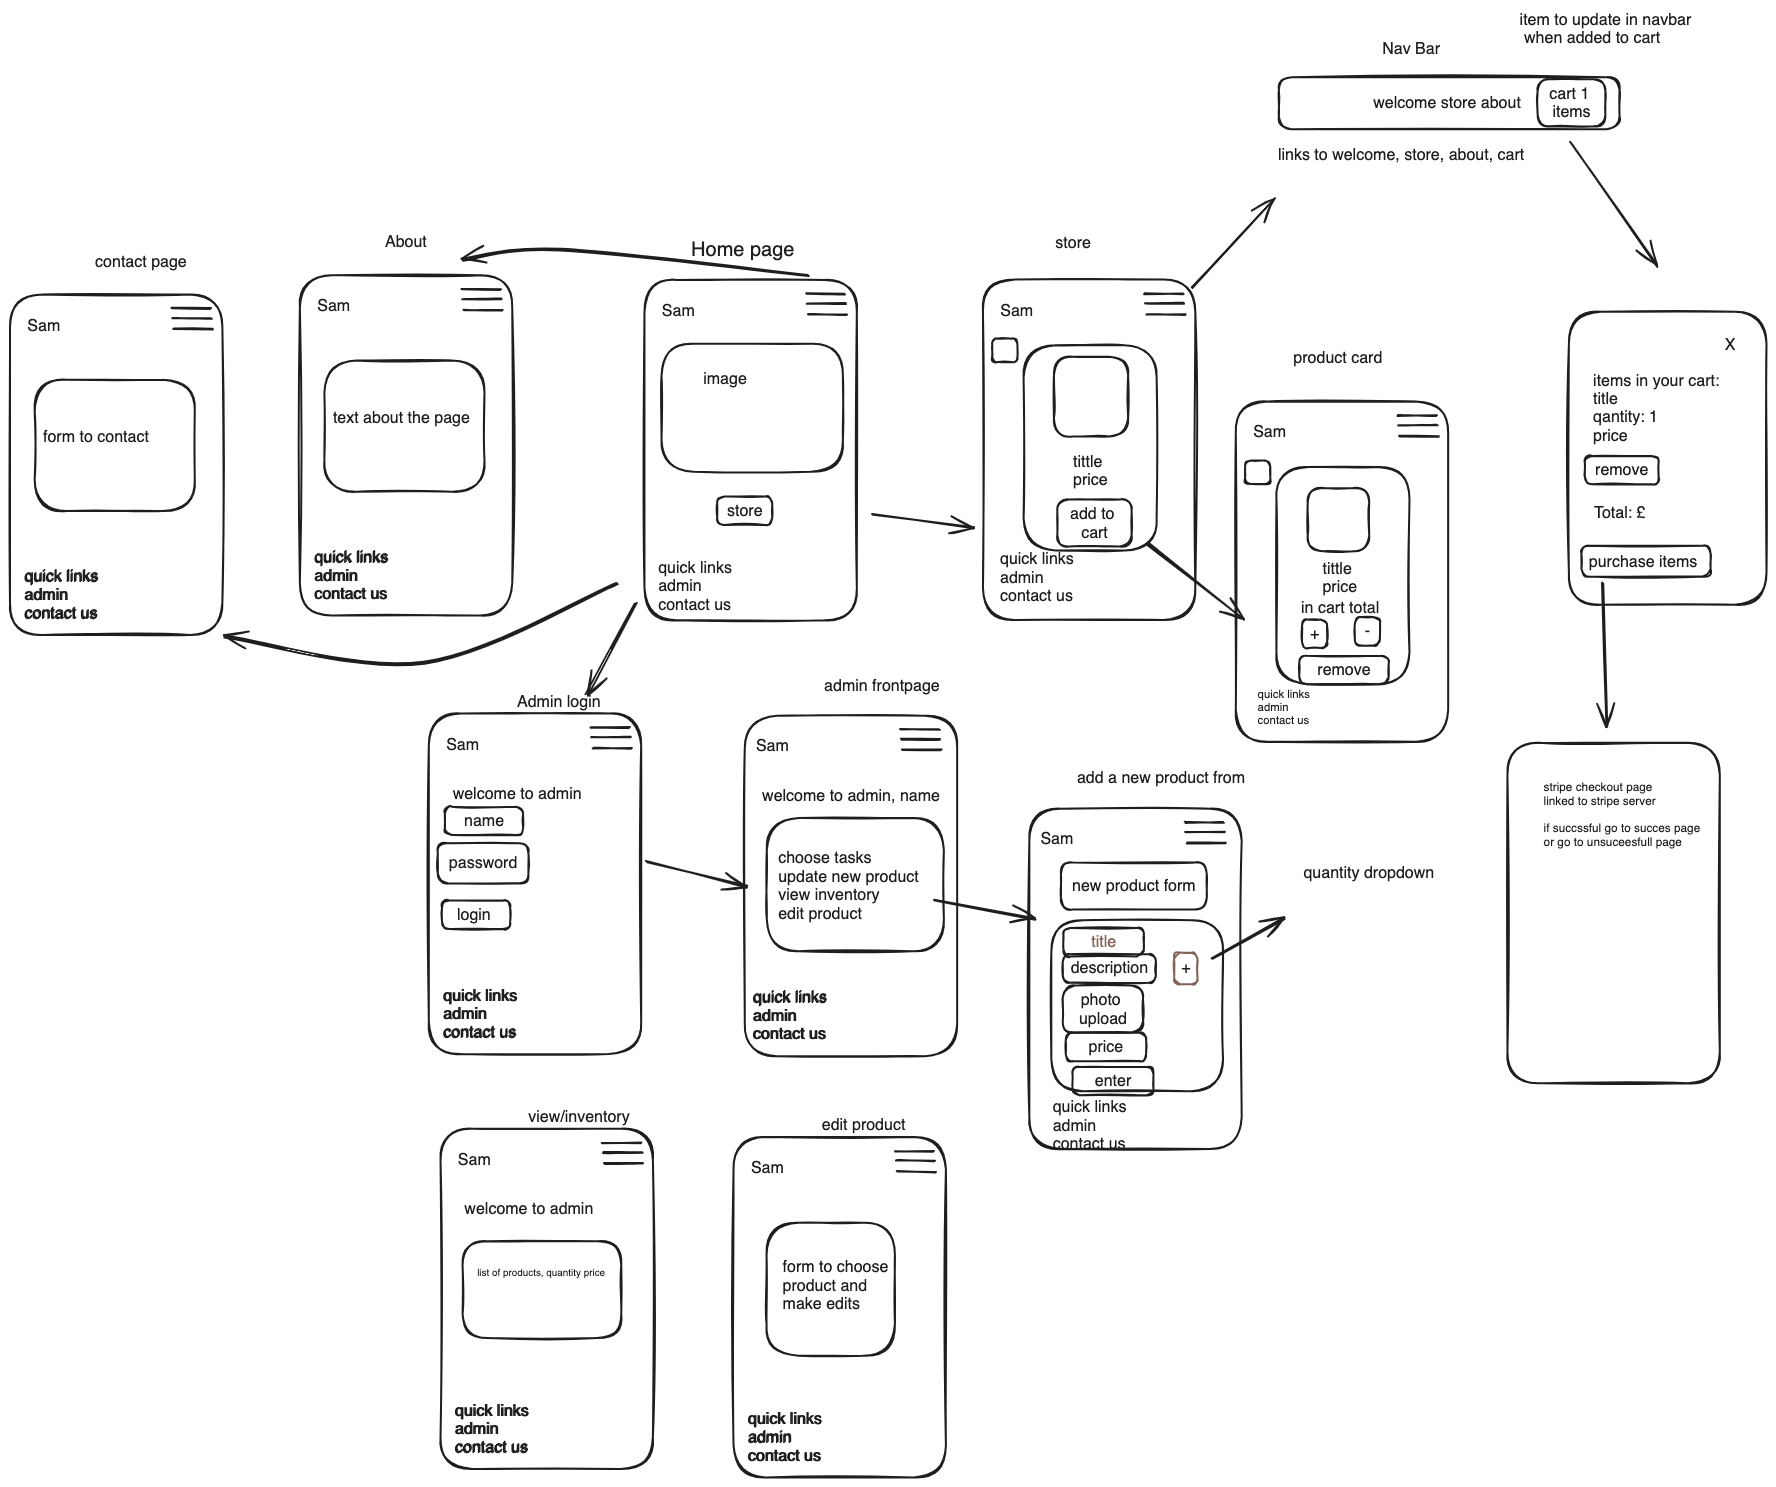 item to update in navbar
when added to cart
Nav Bar
welcome store about
cart 1
items
links to welcome, store, about, cart
contact page
Sam
form to contact
quick links
admin
contact us
About
Sam
text about the page
quick links
admin
contact us
Home page
Sam
image
store
quick links
admin
contact us
store
Sam
tittle
price
add to
cart
quick links
admin
contact us
product card
Sam
tittle
price
in cart total
+
-
remove
quick links
admin
contact us
X
items in your cart:
title
qantity: 1
price
remove
Total: £
purchase items
stripe checkout page
linked to stripe server
if succssful go to succes page
or go to unsuceesfull page
Admin login
Sam
welcome to admin
name
password
login
quick links
admin
contact us
admin frontpage
Sam
welcome to admin, name
choose tasks
update new product
view inventory
edit product
quick links
admin
contact us
add a new product from
Sam
new product form
title
description
+
photo
upload
price
enter
quick links
admin
contact us
quantity dropdown
view/inventory
Sam
welcome to admin
list of products, quantity price
quick links
admin
contact us
edit product
Sam
form to choose
product and
make edits
quick links
admin
contact us